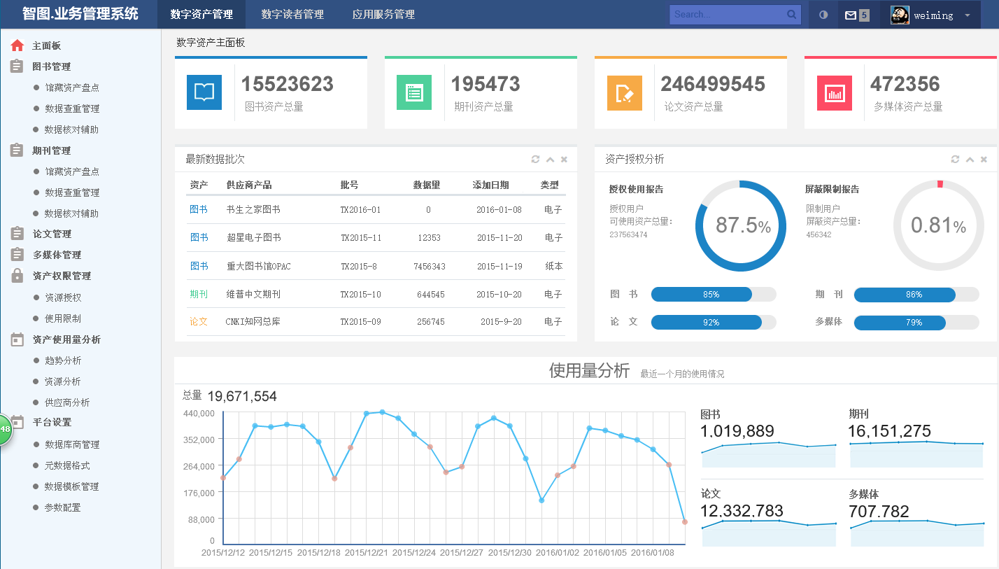 智图.业务管理系统 数字资产管理 数字读者管理 应用服务管理 Search... 5 weiming
主面板
图书管理
馆藏资产盘点
数据查重管理
数据核对辅助
期刊管理
馆藏资产盘点
数据查重管理
数据核对辅助
论文管理
多媒体管理
资产权限管理
资源授权
使用限制
资产使用量分析
趋势分析
资源分析
供应商分析
平台设置
48
数据库商管理
元数据格式
数据模板管理
参数配置
数字资产主面板
15523623
图书资产总量
195473
期刊资产总量
246499545
论文资产总量
472356
多媒体资产总量
最新数据批次
资产 供应商产品 批号 数据量 添加日期 类型
图书 书生之家图书 TX2016-01 0 2016-01-08 电子
图书 超星电子图书 TX2015-11 12353 2015-11-20 电子
图书 重大图书馆OPAC TX2015-8 7456343 2015-11-19 纸本
期刊 维普中文期刊 TX2015-10 644545 2015-10-20 电子
论文 CNKI知网总库 TX2015-09 256745 2015-9-20 电子
资产授权分析
授权使用报告
授权用户
可使用资产总量:
237563474
87.5%
屏蔽限制报告
限制用户
屏蔽资产总量:
456342
0.81%
图 书 85%
期 刊 86%
论 文 92%
多媒体 79%
使用量分析 最近一个月的使用情况
总量 19,671,554
440,000
352,000
264,000
176,000
88,000
0
2015/12/12 2015/12/15 2015/12/18 2015/12/21 2015/12/24 2015/12/27 2015/12/30 2016/01/02 2016/01/05 2016/01/08
图书
1,019,889
期刊
16,151,275
论文
12,332,783
多媒体
707,782